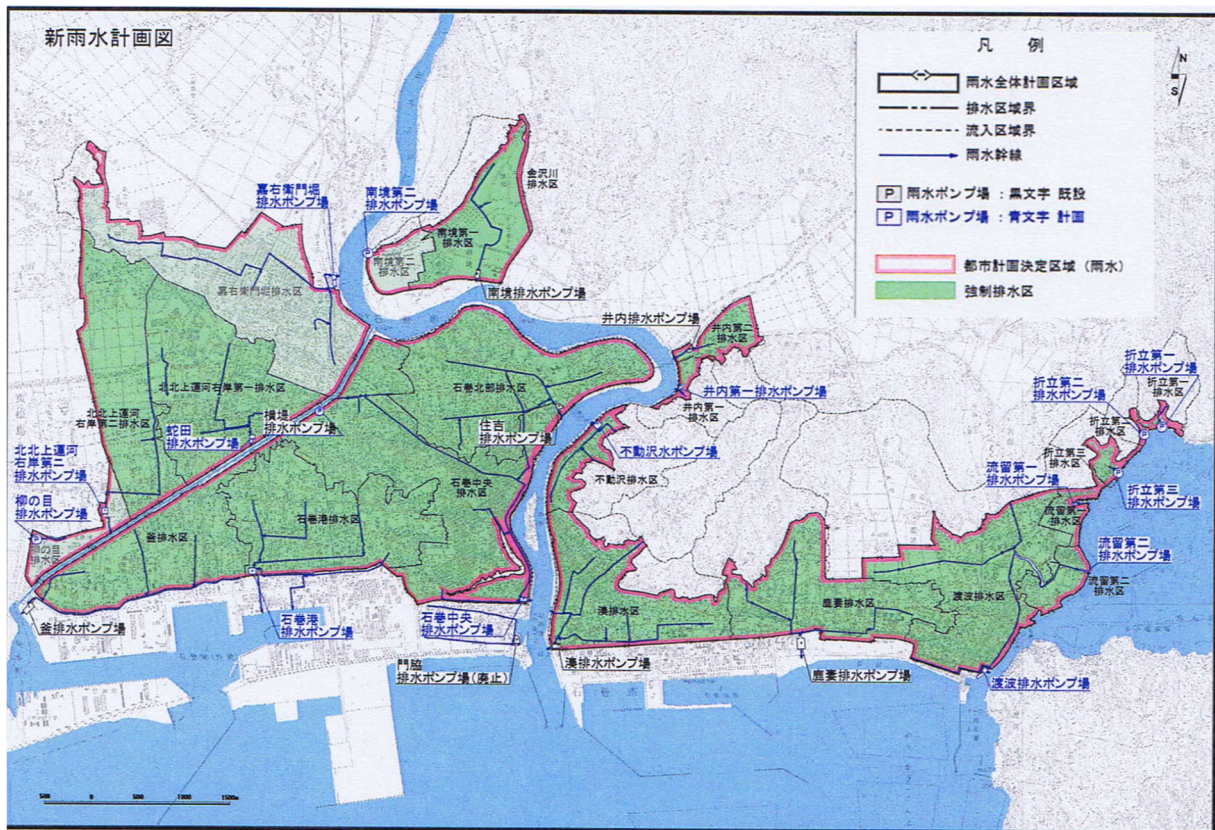 新雨水計画図
凡 例
雨水全体計画区域
排水区域界
流入区域界
雨水幹線
P 雨水ポンプ場 : 黒文字 既設
P 雨水ポンプ場 : 青文字 計画
都市計画決定区域 (雨水)
強制排水区
N
S
嘉右衛門堀
排水ポンプ場
南境第二
排水ポンプ場
金沢川
排水区
南境第一
排水区
南境第二
排水区
嘉右衛門堀排水区
南境排水ポンプ場
井内排水ポンプ場
井内第二
排水区
井内第一排水ポンプ場
井内第一
排水区
折立第一
排水ポンプ場
折立第二
排水ポンプ場
折立第一
排水区
折立第二
排水区
折立第三
排水区
折立第三
排水ポンプ場
北北上運河右岸第一排水区
北北上運河
右岸第二排水区
石巻北部排水区
蛇田
排水ポンプ場
横堤
排水ポンプ場
住吉
排水ポンプ場
不動沢水ポンプ場
不動沢排水区
流留第一
排水ポンプ場
流留第一
排水区
北北上運河
右岸第二
排水ポンプ場
柳の目
排水ポンプ場
柳の目
排水区
石巻中央
排水区
石巻港排水区
釜排水区
流留第二
排水ポンプ場
流留第二
排水区
湊排水区
鹿妻排水区
渡波排水区
釜排水ポンプ場
石巻港
排水ポンプ場
石巻中央
排水ポンプ場
門脇
排水ポンプ場(廃止)
湊排水ポンプ場
鹿妻排水ポンプ場
渡波排水ポンプ場
石巻市
500 0 500 1000 1500m